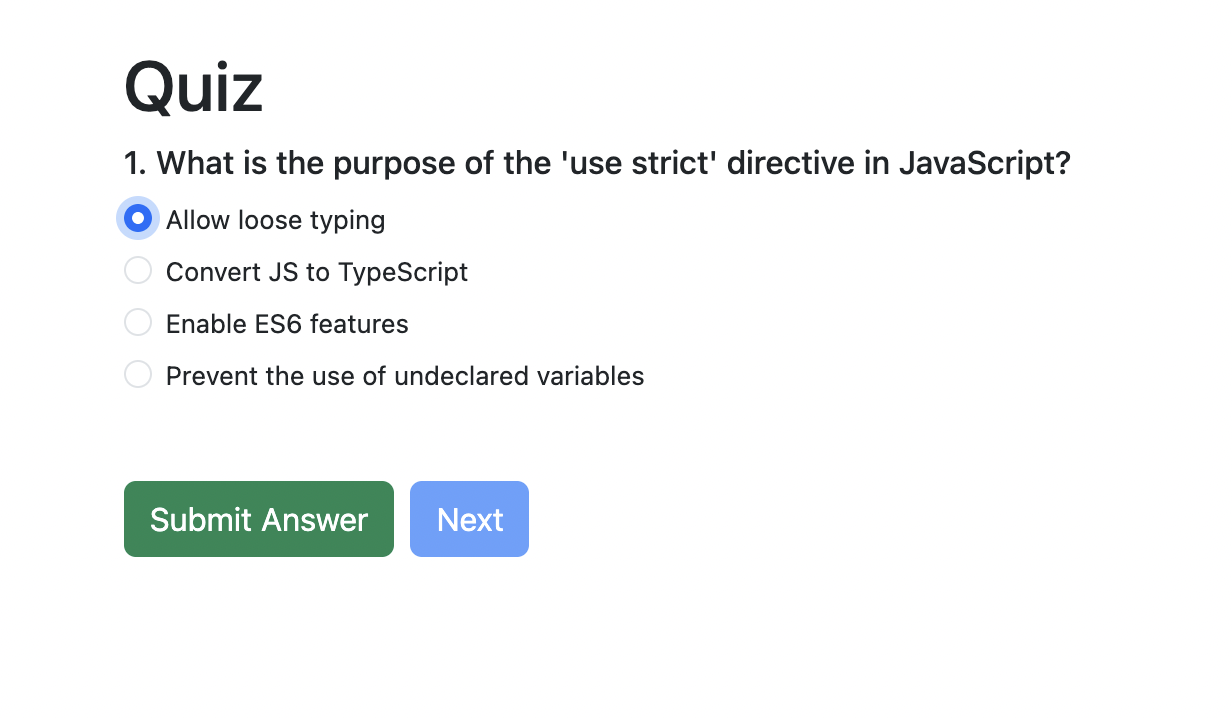 Quiz
1. What is the purpose of the 'use strict' directive in JavaScript?
Allow loose typing
Convert JS to TypeScript
Enable ES6 features
Prevent the use of undeclared variables
Submit Answer Next